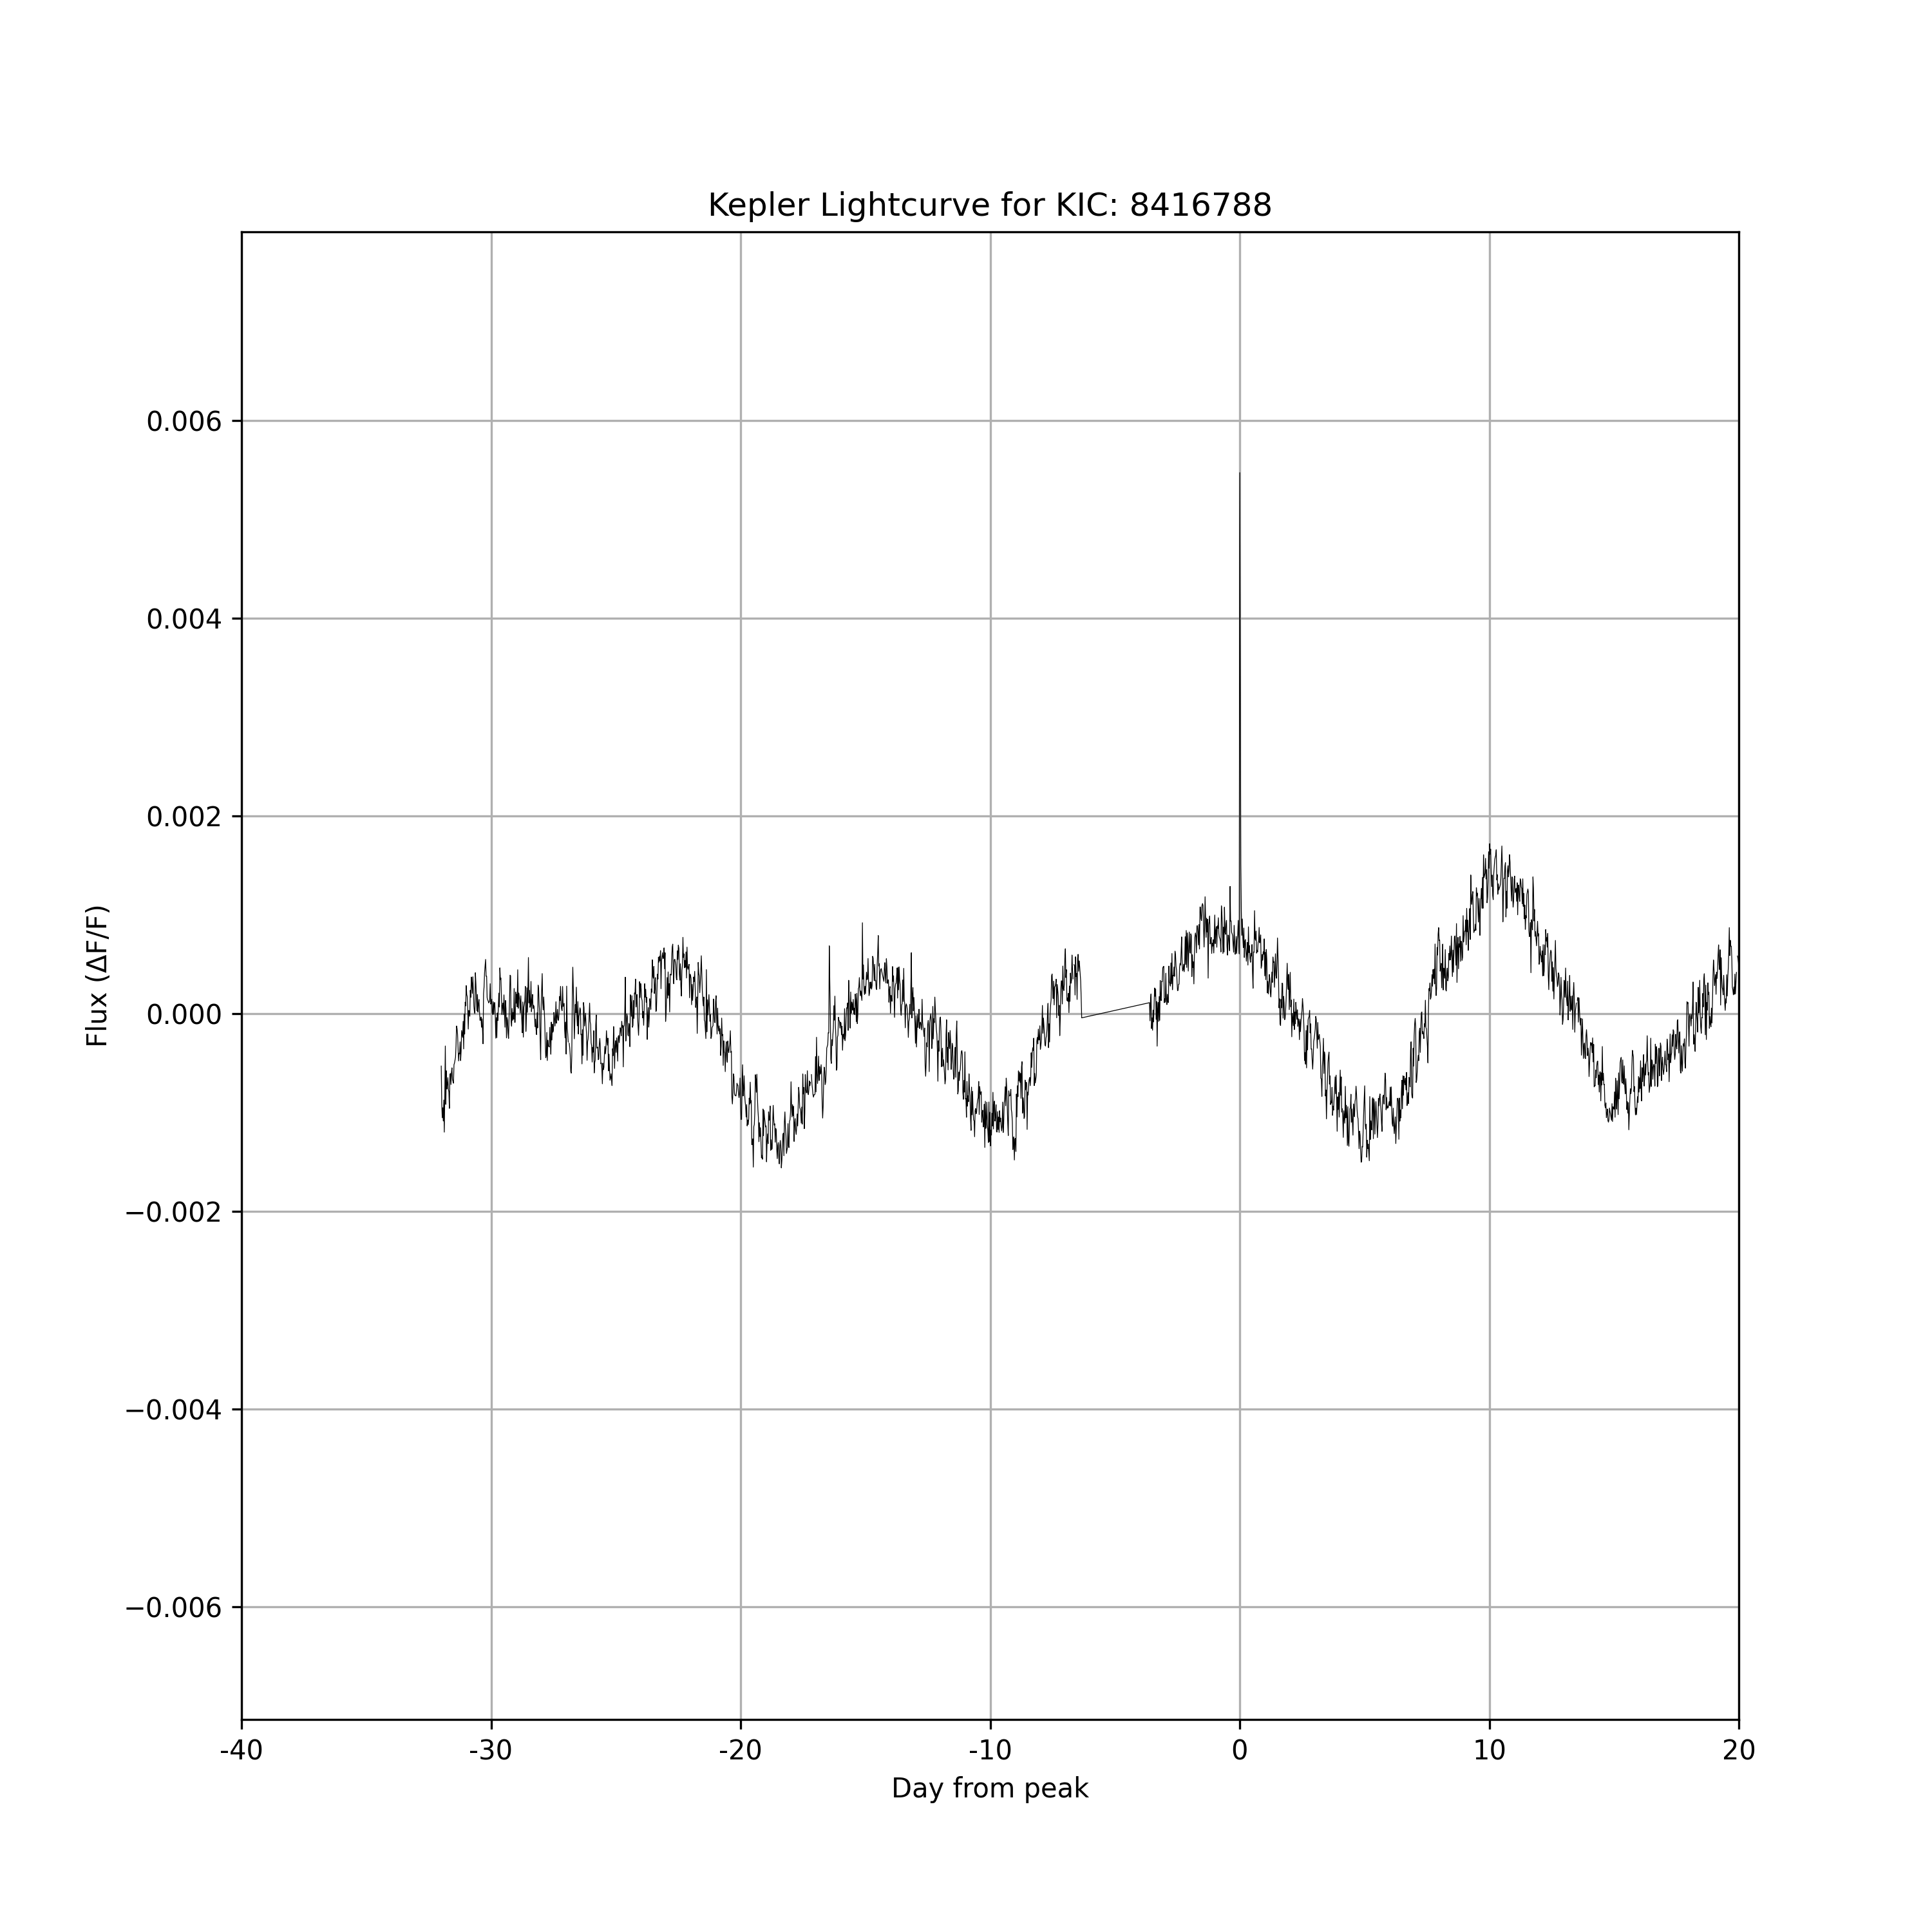 Kepler Lightcurve for KIC: 8416788
Flux (ΔF/F)
0.006
0.004
0.002
0.000
−0.002
−0.004
−0.006
-40 -30 -20 -10 0 10 20
Day from peak